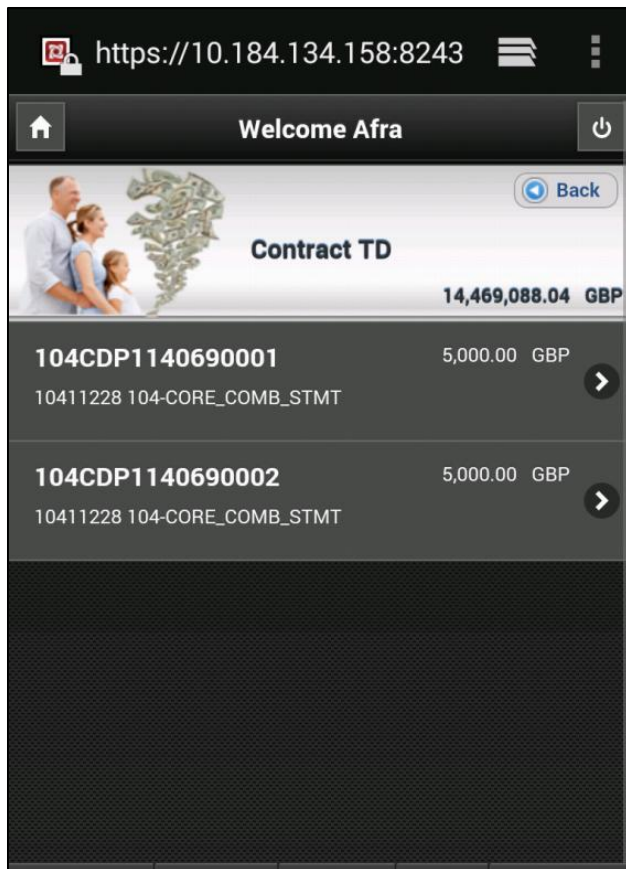 https://10.184.134.158:8243
Welcome Afra
Back
Contract TD
14,469,088.04 GBP
104CDP1140690001 5,000.00 GBP
10411228 104-CORE_COMB_STMT
104CDP1140690002 5,000.00 GBP
10411228 104-CORE_COMB_STMT